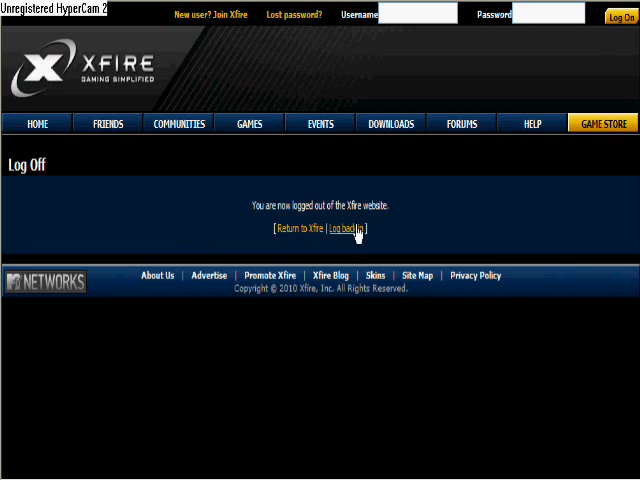 Unregistered HyperCam 2
New user? Join Xfire Lost password? Username Password Log On
XFIRE
GAMING SIMPLIFIED
HOME FRIENDS COMMUNITIES GAMES EVENTS DOWNLOADS FORUMS HELP GAME STORE
Log Off
You are now logged out of the Xfire website.
[ Return to Xfire | Log back in ]
MTV NETWORKS
About Us | Advertise | Promote Xfire | Xfire Blog | Skins | Site Map | Privacy Policy
Copyright © 2010 Xfire, Inc. All Rights Reserved.